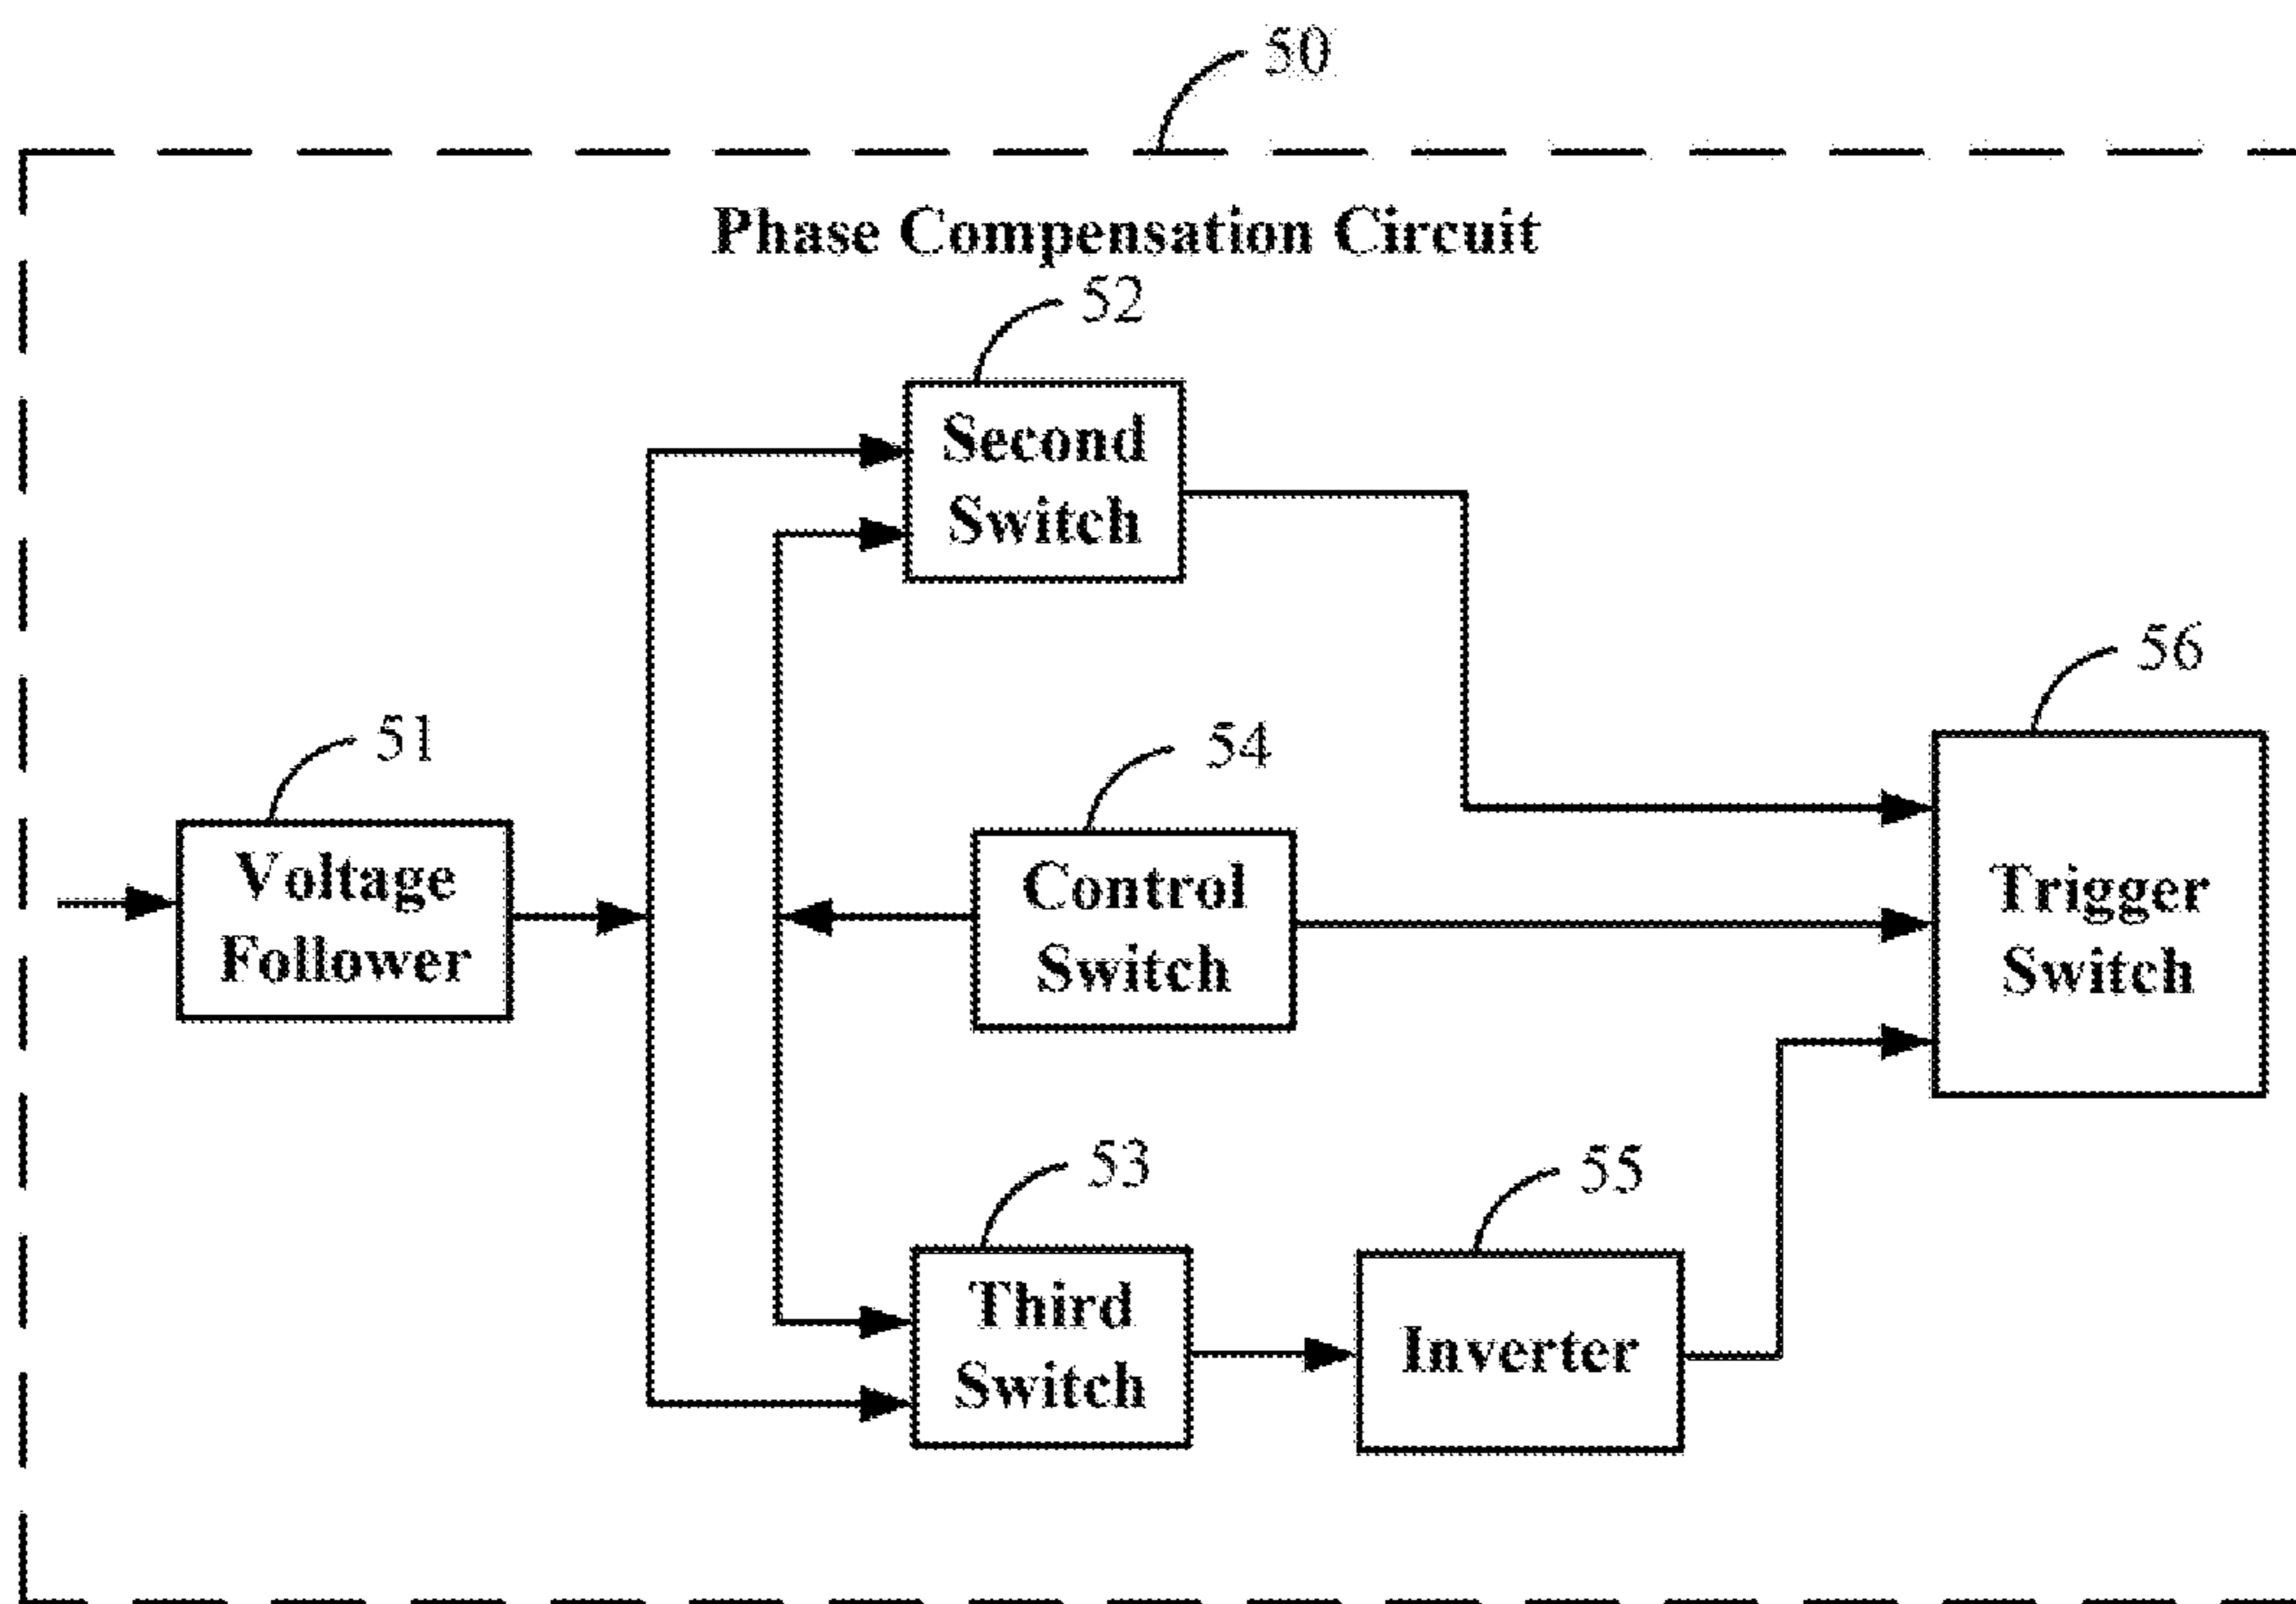 50
Phase Compensation Circuit
52
Second
Switch
56
51
54
Voltage
Follower
Control
Switch
Trigger
Switch
53
55
Third
Switch
Inverter